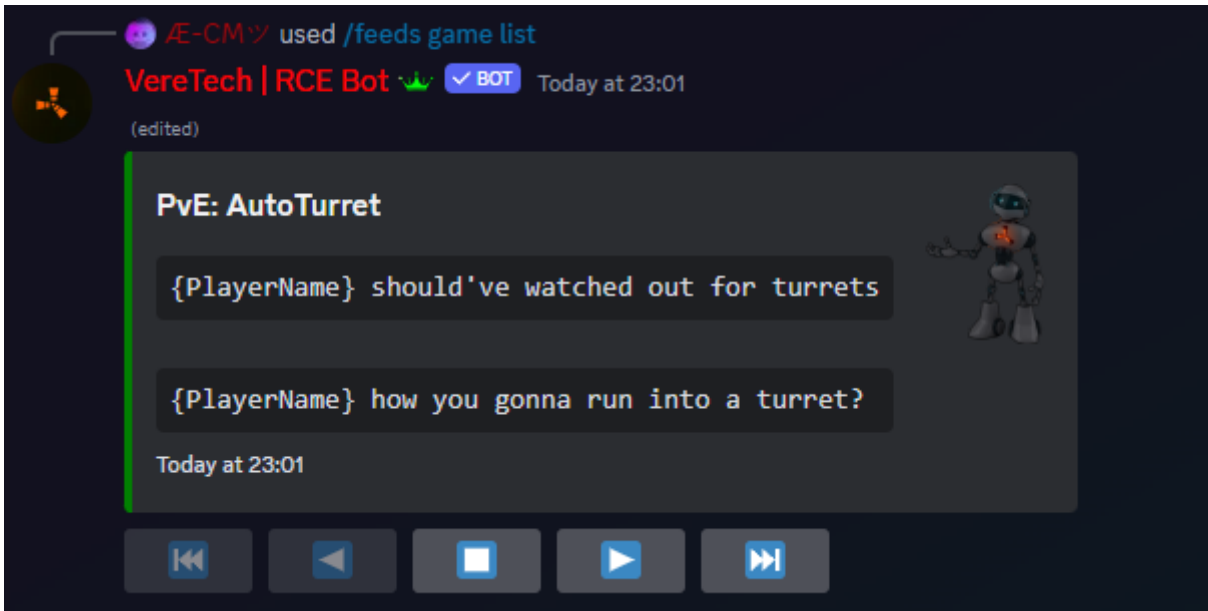 Æ-CMツ used /feeds game list
VereTech | RCE Bot BOT Today at 23:01
(edited)
PvE: AutoTurret
{PlayerName} should've watched out for turrets
{PlayerName} how you gonna run into a turret?
Today at 23:01